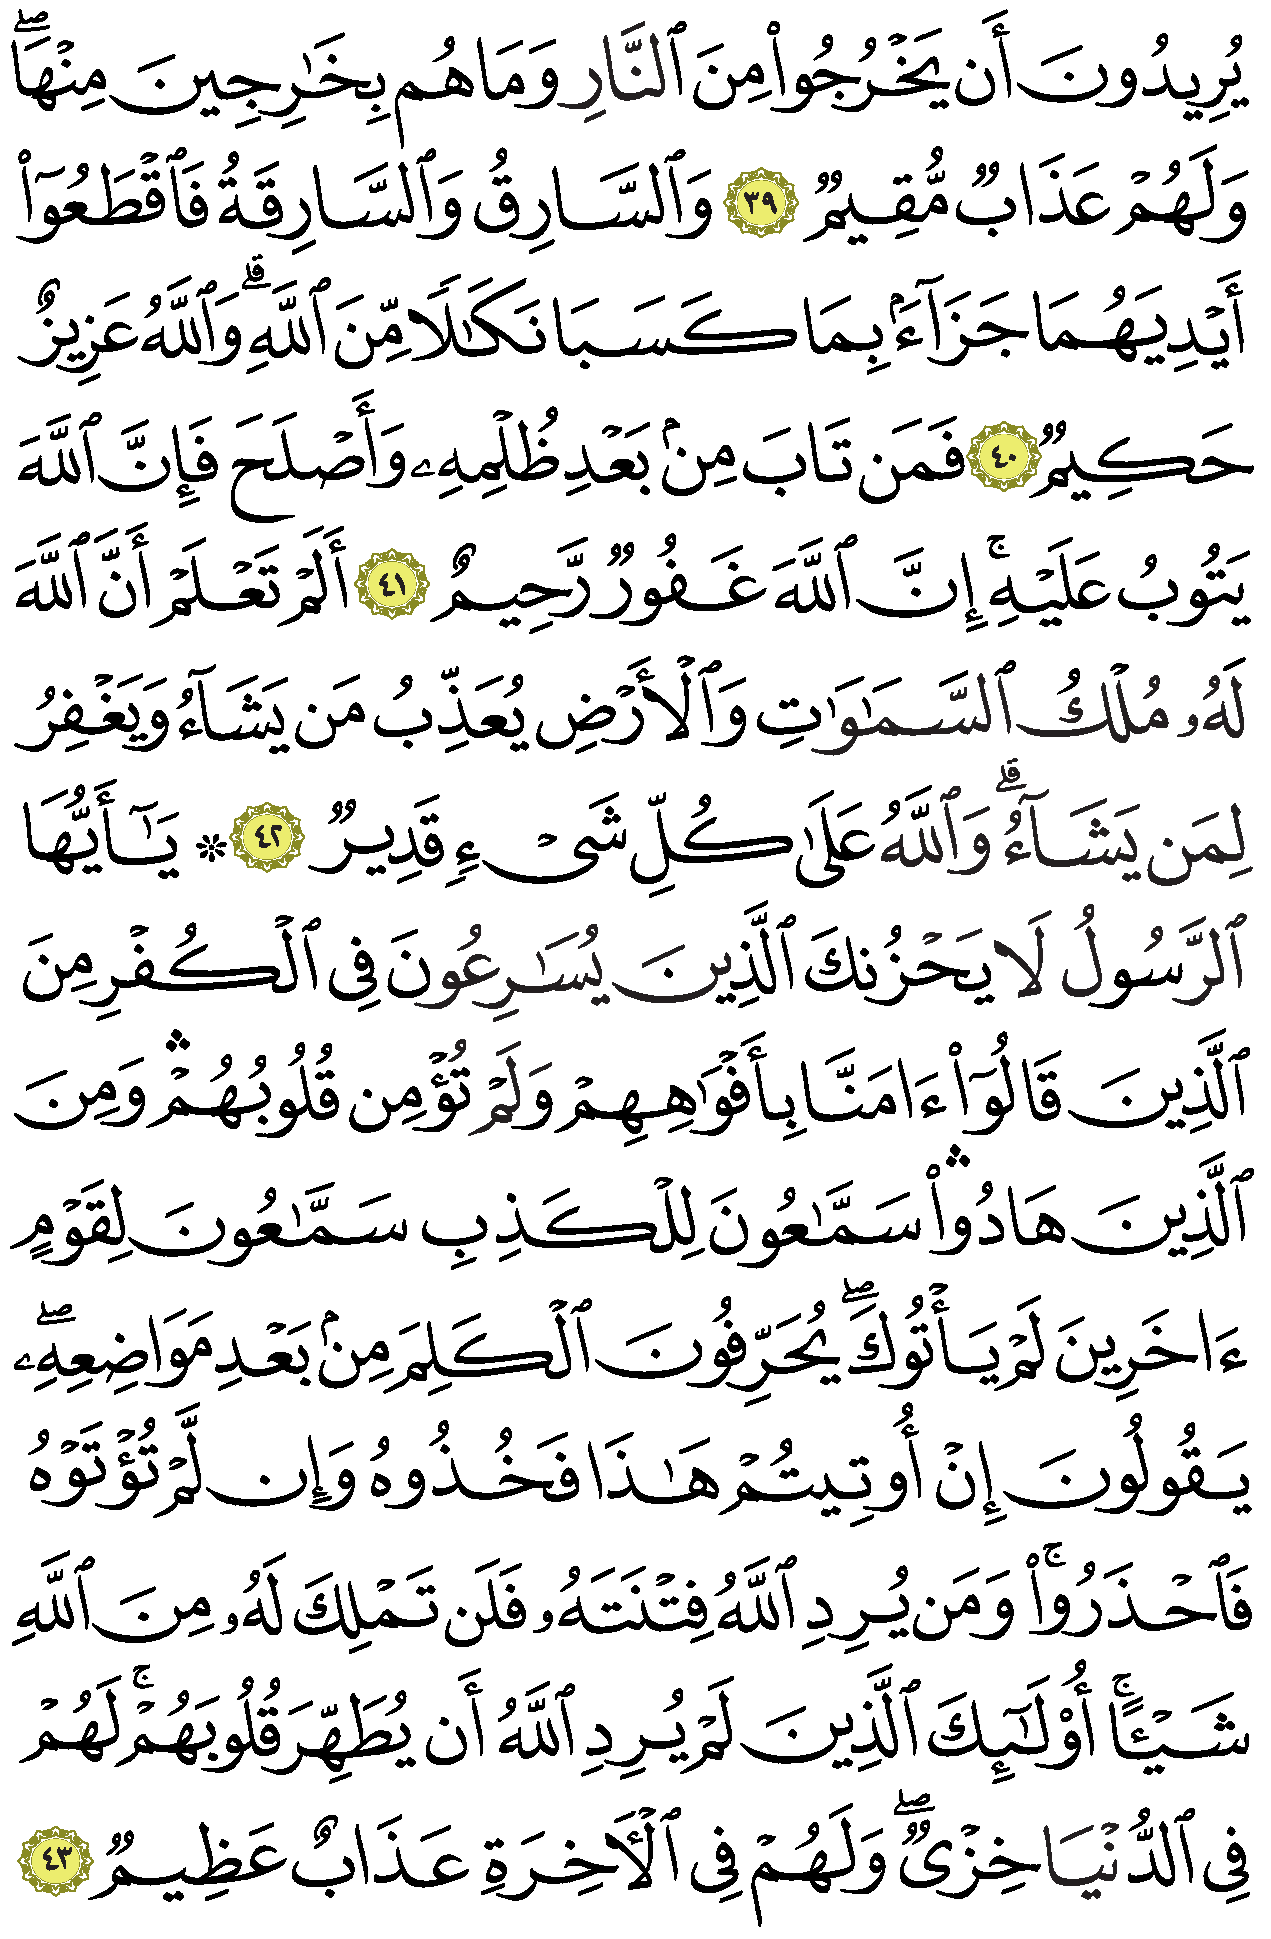 يُرِيدُونَ أَن يَخْرُجُوا۟ مِنَ ٱلنَّارِ وَمَا هُم بِخَـٰرِجِينَ مِنْهَا ۖ
وَلَهُمْ عَذَابٌ مُّقِيمٌ ٣٩ وَٱلسَّارِقُ وَٱلسَّارِقَةُ فَٱقْطَعُوٓا۟
أَيْدِيَهُمَا جَزَآءًۢ بِمَا كَسَبَا نَكَـٰلًا مِّنَ ٱللَّهِ ۗ وَٱللَّهُ عَزِيزٌ
حَكِيمٌ ٤٠ فَمَن تَابَ مِنۢ بَعْدِ ظُلْمِهِۦ وَأَصْلَحَ فَإِنَّ ٱللَّهَ
يَتُوبُ عَلَيْهِ ۚ إِنَّ ٱللَّهَ غَفُورٌ رَّحِيمٌ ٤١ أَلَمْ تَعْلَمْ أَنَّ ٱللَّهَ
لَهُۥ مُلْكُ ٱلسَّمَـٰوَٰتِ وَٱلْأَرْضِ يُعَذِّبُ مَن يَشَآءُ وَيَغْفِرُ
لِمَن يَشَآءُ ۗ وَٱللَّهُ عَلَىٰ كُلِّ شَىْءٍ قَدِيرٌ ٤٢ ۞ يَـٰٓأَيُّهَا
ٱلرَّسُولُ لَا يَحْزُنكَ ٱلَّذِينَ يُسَـٰرِعُونَ فِى ٱلْكُفْرِ مِنَ
ٱلَّذِينَ قَالُوٓا۟ ءَامَنَّا بِأَفْوَٰهِهِمْ وَلَمْ تُؤْمِن قُلُوبُهُمْ ۛ وَمِنَ
ٱلَّذِينَ هَادُوا۟ ۛ سَمَّـٰعُونَ لِلْكَذِبِ سَمَّـٰعُونَ لِقَوْمٍ
ءَاخَرِينَ لَمْ يَأْتُوكَ ۖ يُحَرِّفُونَ ٱلْكَلِمَ مِنۢ بَعْدِ مَوَاضِعِهِۦ ۖ
يَقُولُونَ إِنْ أُوتِيتُمْ هَـٰذَا فَخُذُوهُ وَإِن لَّمْ تُؤْتَوْهُ
فَٱحْذَرُوا۟ ۚ وَمَن يُرِدِ ٱللَّهُ فِتْنَتَهُۥ فَلَن تَمْلِكَ لَهُۥ مِنَ ٱللَّهِ
شَيْـًٔا ۚ أُو۟لَـٰٓئِكَ ٱلَّذِينَ لَمْ يُرِدِ ٱللَّهُ أَن يُطَهِّرَ قُلُوبَهُمْ ۚ لَهُمْ
فِى ٱلدُّنْيَا خِزْىٌ ۖ وَلَهُمْ فِى ٱلْـَٔاخِرَةِ عَذَابٌ عَظِيمٌ ٤٣